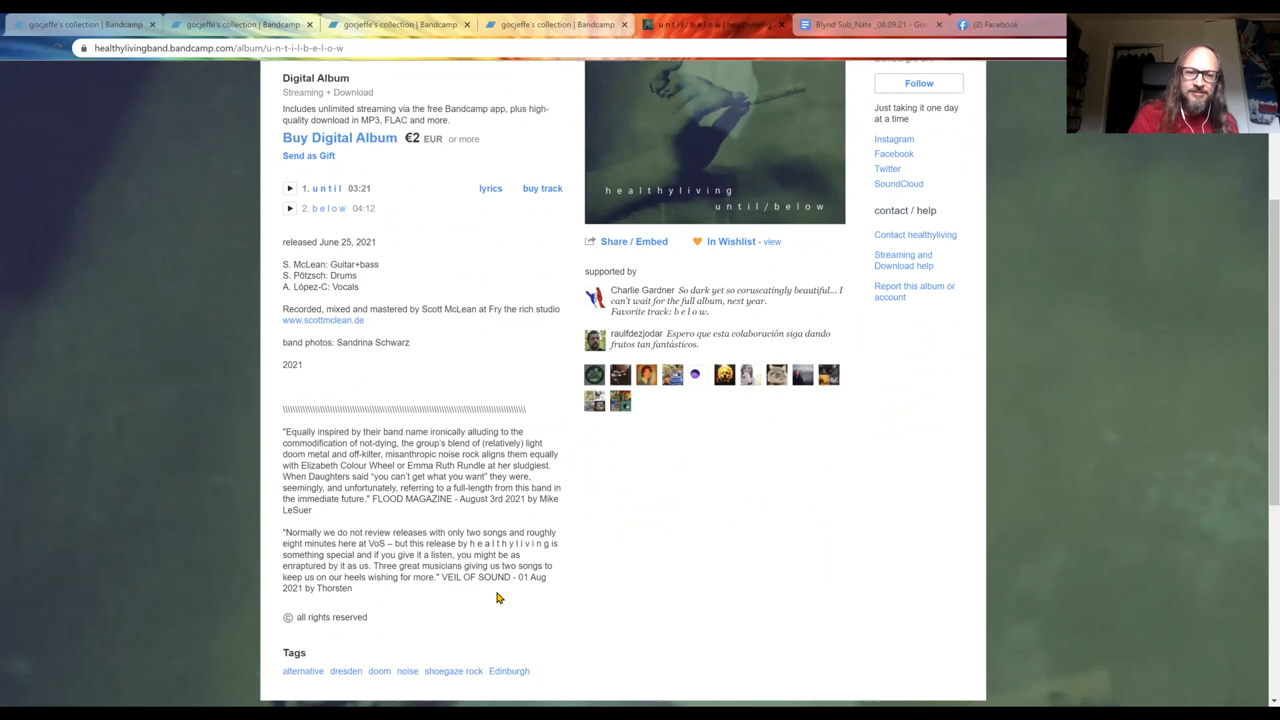 gocjeffe's collection | Bandcamp
gocjeffe's collection | Bandcamp
gocjeffe's collection | Bandcamp
gocjeffe's collection | Bandcamp
u n t i l / b e l o w | healthyliving
Blynd Sub_Nate _08.09.21 - Goo
(2) Facebook
healthylivingband.bandcamp.com/album/u-n-t-i-l-b-e-l-o-w
Digital Album
Streaming + Download
Includes unlimited streaming via the free Bandcamp app, plus high-
quality download in MP3, FLAC and more.
Buy Digital Album €2 EUR or more
Send as Gift
1. u n t i l 03:21 lyrics buy track
2. b e l o w 04:12
released June 25, 2021
S. McLean: Guitar+bass
S. Pötzsch: Drums
A. López-C: Vocals
Recorded, mixed and mastered by Scott McLean at Fry the rich studio
www.scottmclean.de
band photos: Sandrina Schwarz
2021
\\\\\\\\\\\\\\\\\\\\\\\\\\\\\\\\\\\\\\\\\\\\\\\\\\\\\\\\\\\\\\\\\\\\\\\\\\\\\\\\\\\\\\\\
"Equally inspired by their band name ironically alluding to the
commodification of not-dying, the group's blend of (relatively) light
doom metal and off-kilter, misanthropic noise rock aligns them equally
with Elizabeth Colour Wheel or Emma Ruth Rundle at her sludgiest.
When Daughters said “you can’t get what you want” they were,
seemingly, and unfortunately, referring to a full-length from this band in
the immediate future." FLOOD MAGAZINE - August 3rd 2021 by Mike
LeSuer
"Normally we do not review releases with only two songs and roughly
eight minutes here at VoS – but this release by h e a l t h y l i v i n g is
something special and if you give it a listen, you might be as
enraptured by it as us. Three great musicians giving us two songs to
keep us on our heels wishing for more." VEIL OF SOUND - 01 Aug
2021 by Thorsten
© all rights reserved
Tags
alternative dresden doom noise shoegaze rock Edinburgh
healthyliving
until/below
Share / Embed In Wishlist - view
supported by
Charlie Gardner So dark yet so coruscatingly beautiful... I
can't wait for the full album, next year.
Favorite track: b e l o w.
raulfdezjodar Espero que esta colaboración siga dando
frutos tan fantásticos.
Follow
Just taking it one day
at a time
Instagram
Facebook
Twitter
SoundCloud
contact / help
Contact healthyliving
Streaming and
Download help
Report this album or
account